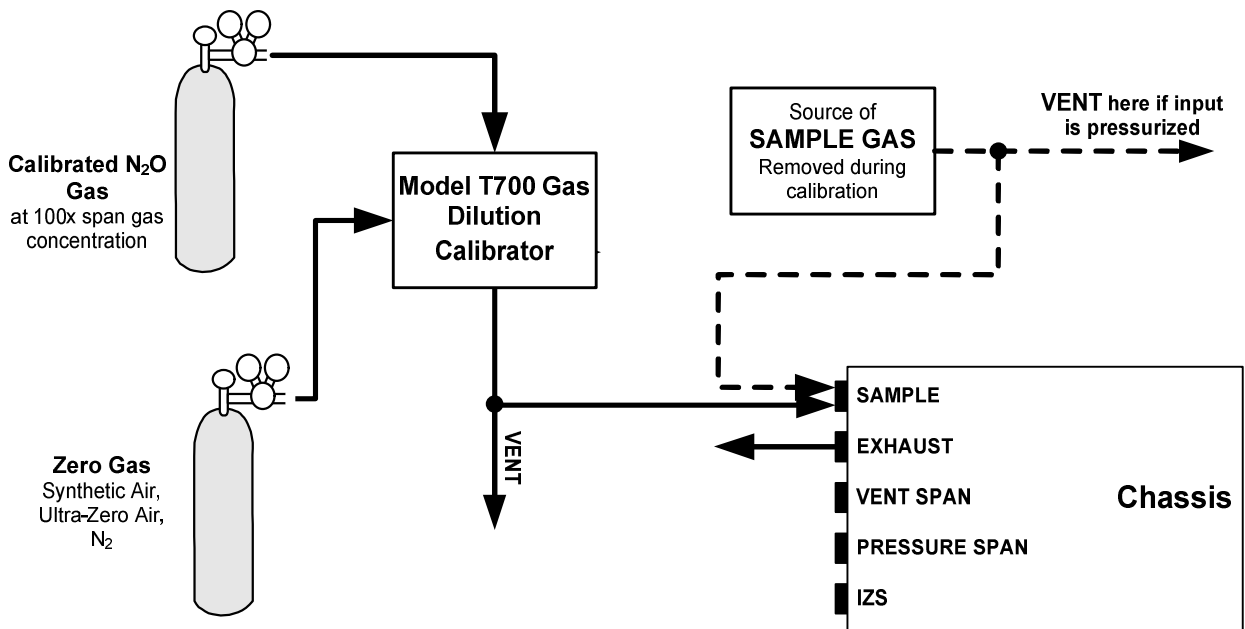 Calibrated N₂O
Gas
at 100x span gas
concentration
Model T700 Gas
Dilution
Calibrator
Source of
SAMPLE GAS
Removed during
calibration
VENT here if input
is pressurized
Zero Gas
Synthetic Air,
Ultra-Zero Air,
N₂
VENT
SAMPLE
EXHAUST
VENT SPAN
PRESSURE SPAN
IZS
Chassis